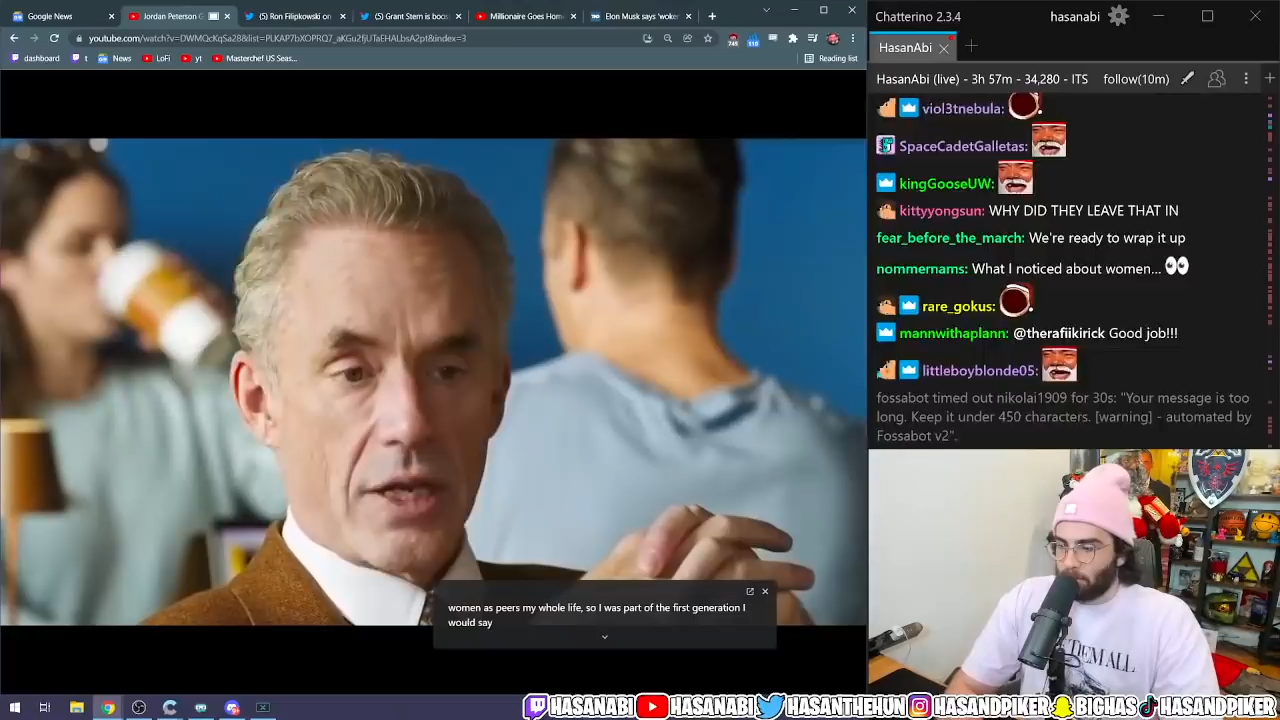 Google News
Jordan Peterson G
(5) Ron Filipkowski on
(5) Grant Stern is boos
Millionaire Goes Home
Elon Musk says 'woken
youtube.com/watch?v=DWMQcKqSa28&list=PLKAP7bXOPRQ7_aKGu2fjUTaEHALbsA2pt&index=3
dashboard
t
News
LoFi
yt
Masterchef US Seas...
Reading list
women as peers my whole life, so I was part of the first generation I
would say
Chatterino 2.3.4
hasanabi
HasanAbi
HasanAbi (live) - 3h 57m - 34,280 - ITS
follow(10m)
viol3tnebula:
SpaceCadetGalletas:
kingGooseUW:
kittyyongsun: WHY DID THEY LEAVE THAT IN
fear_before_the_march: We're ready to wrap it up
nommernams: What I noticed about women...
rare_gokus:
mannwithaplann: @therafiikirick Good job!!!
littleboyblonde05:
fossabot timed out nikolai1909 for 30s: "Your message is too
long. Keep it under 450 characters. [warning] - automated by
Fossabot v2".
HASANABI
HASANABI
HASANTHEHUN
HASANDPIKER
BIGHAS
HASANDPIKER